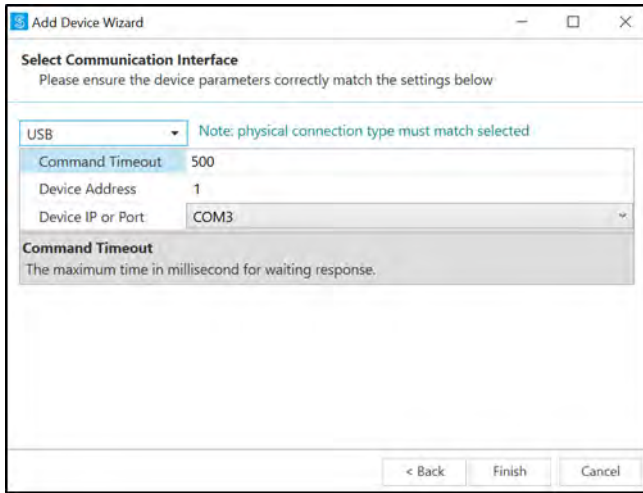 Add Device Wizard
Select Communication Interface
Please ensure the device parameters correctly match the settings below
USB Note: physical connection type must match selected
Command Timeout 500
Device Address 1
Device IP or Port COM3
Command Timeout
The maximum time in millisecond for waiting response.
< Back Finish Cancel